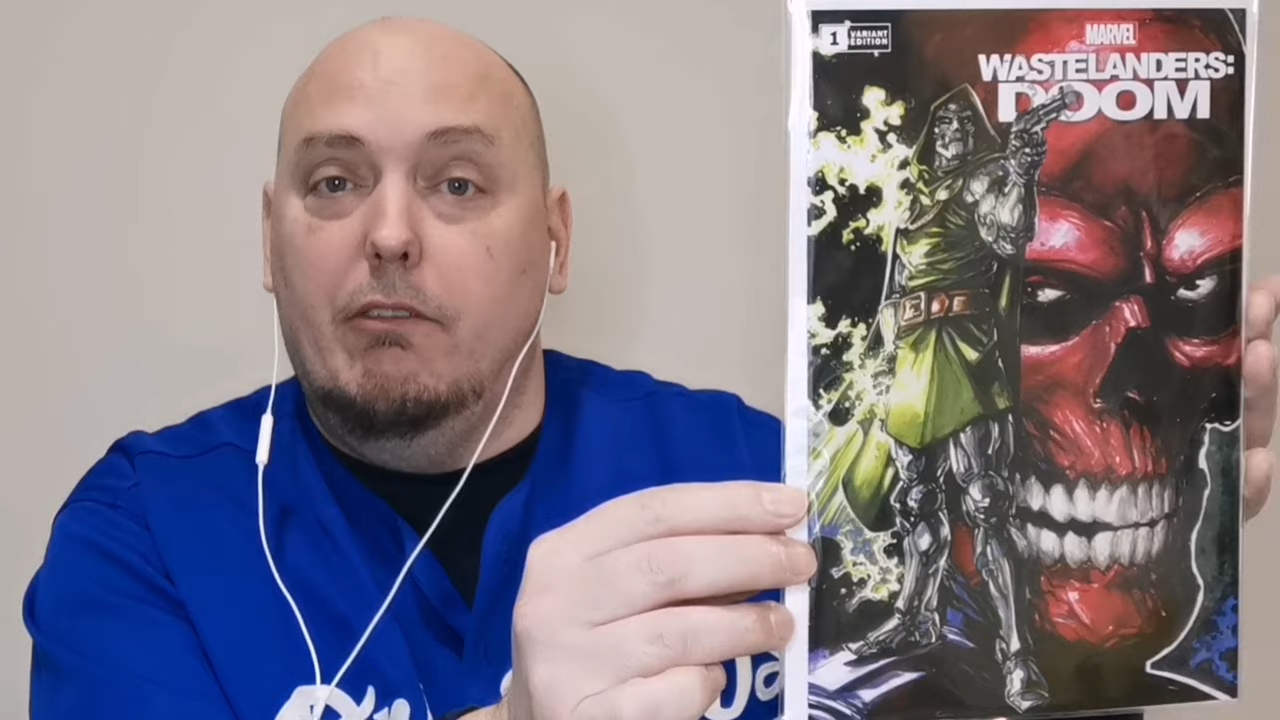 1 VARIANT
EDITION
MARVEL
WASTELANDERS:
DOOM